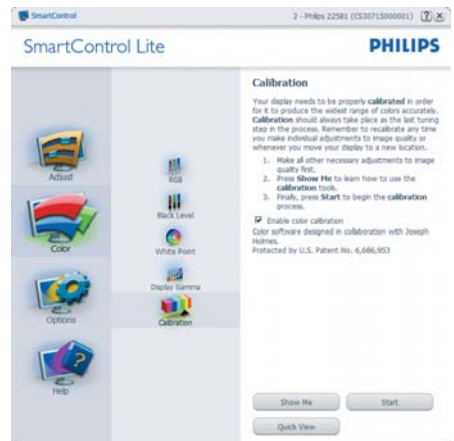 SmartControl
2 - Philips 225B1 (CS30715000001)
SmartControl Lite
PHILIPS
Adjust
Color
Options
Help
RGB
Black Level
White Point
Display Gamma
Calibration
Calibration
Your display needs to be properly calibrated in order
for it to produce the widest range of colors accurately.
Calibration should always take place as the last tuning
step in the process. Remember to recalibrate any time
you make individual adjustments to image quality or
whenever you move your display to a new location.
1. Make all other necessary adjustments to image
quality first.
2. Press Show Me to learn how to use the
calibration tools.
3. Finally, press Start to begin the calibration
process.
Enable color calibration
Color software designed in collaboration with Joseph
Holmes.
Protected by U.S. Patent No. 6,686,953
Show Me
Start
Quick View